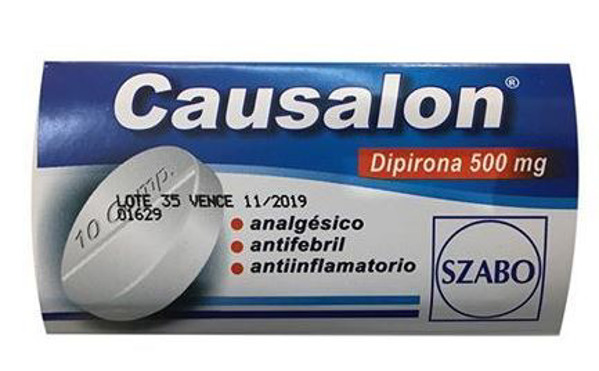 Causalon®
Dipirona 500 mg
10 Comp.
LOTE 35 VENCE 11/2019
01629
analgésico
antifebril
antiinflamatorio
SZABO